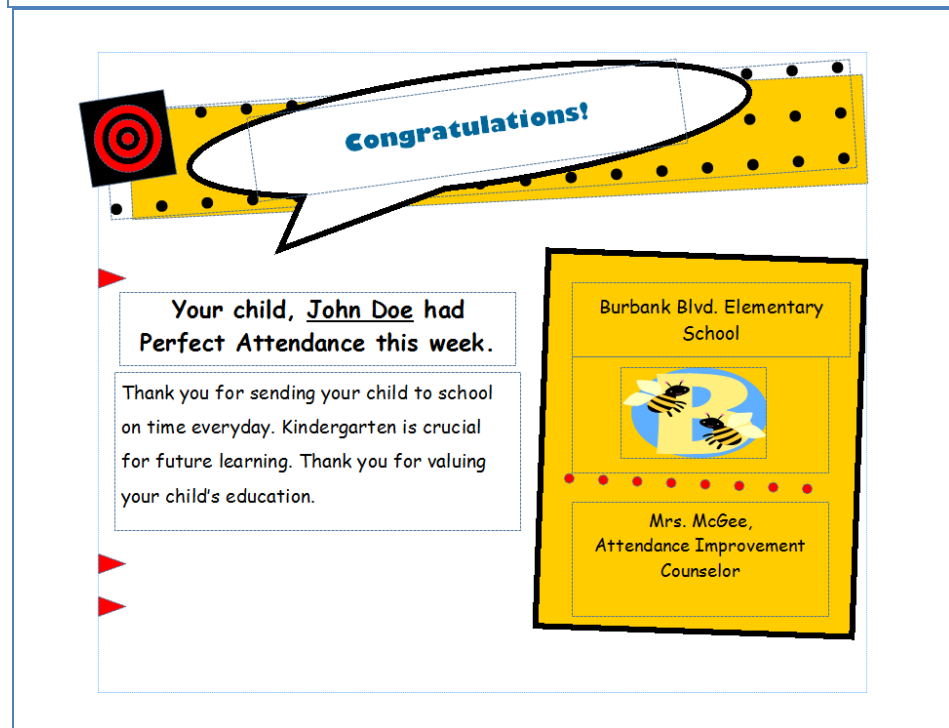 Congratulations!
Your child, John Doe had
Perfect Attendance this week.
Thank you for sending your child to school
on time everyday. Kindergarten is crucial
for future learning. Thank you for valuing
your child's education.
Burbank Blvd. Elementary
School
B
Mrs. McGee,
Attendance Improvement
Counselor